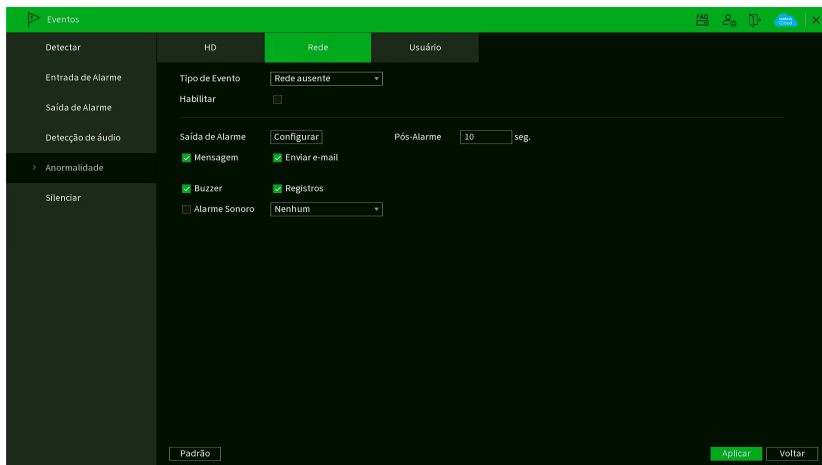 Eventos
FAQ
Detectar
HD Rede Usuário
Entrada de Alarme
Tipo de Evento Rede ausente
Habilitar
Saída de Alarme
Detecção de áudio
Saída de Alarme Configurar Pós-Alarme 10 seg.
Mensagem Enviar e-mail
Anormalidade
Buzzer Registros
Silenciar
Alarme Sonoro Nenhum
Padrão Aplicar Voltar